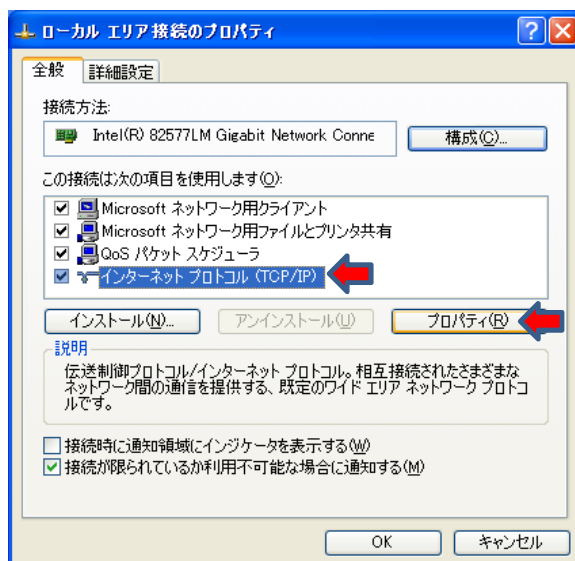 ローカル エリア接続のプロパティ
全般 詳細設定
接続方法:
Intel(R) 82577LM Gigabit Network Conne 構成(C)...
この接続は次の項目を使用します(O):
Microsoft ネットワーク用クライアント
Microsoft ネットワーク用ファイルとプリンタ共有
QoS パケット スケジューラ
インターネット プロトコル (TCP/IP)
インストール(N)... アンインストール(U) プロパティ(R)
説明
伝送制御プロトコル/インターネット プロトコル。相互接続されたさまざまな
ネットワーク間の通信を提供する、既定のワイド エリア ネットワーク プロトコ
ルです。
接続時に通知領域にインジケータを表示する(W)
接続が限られているか利用不可能な場合に通知する(M)
OK キャンセル